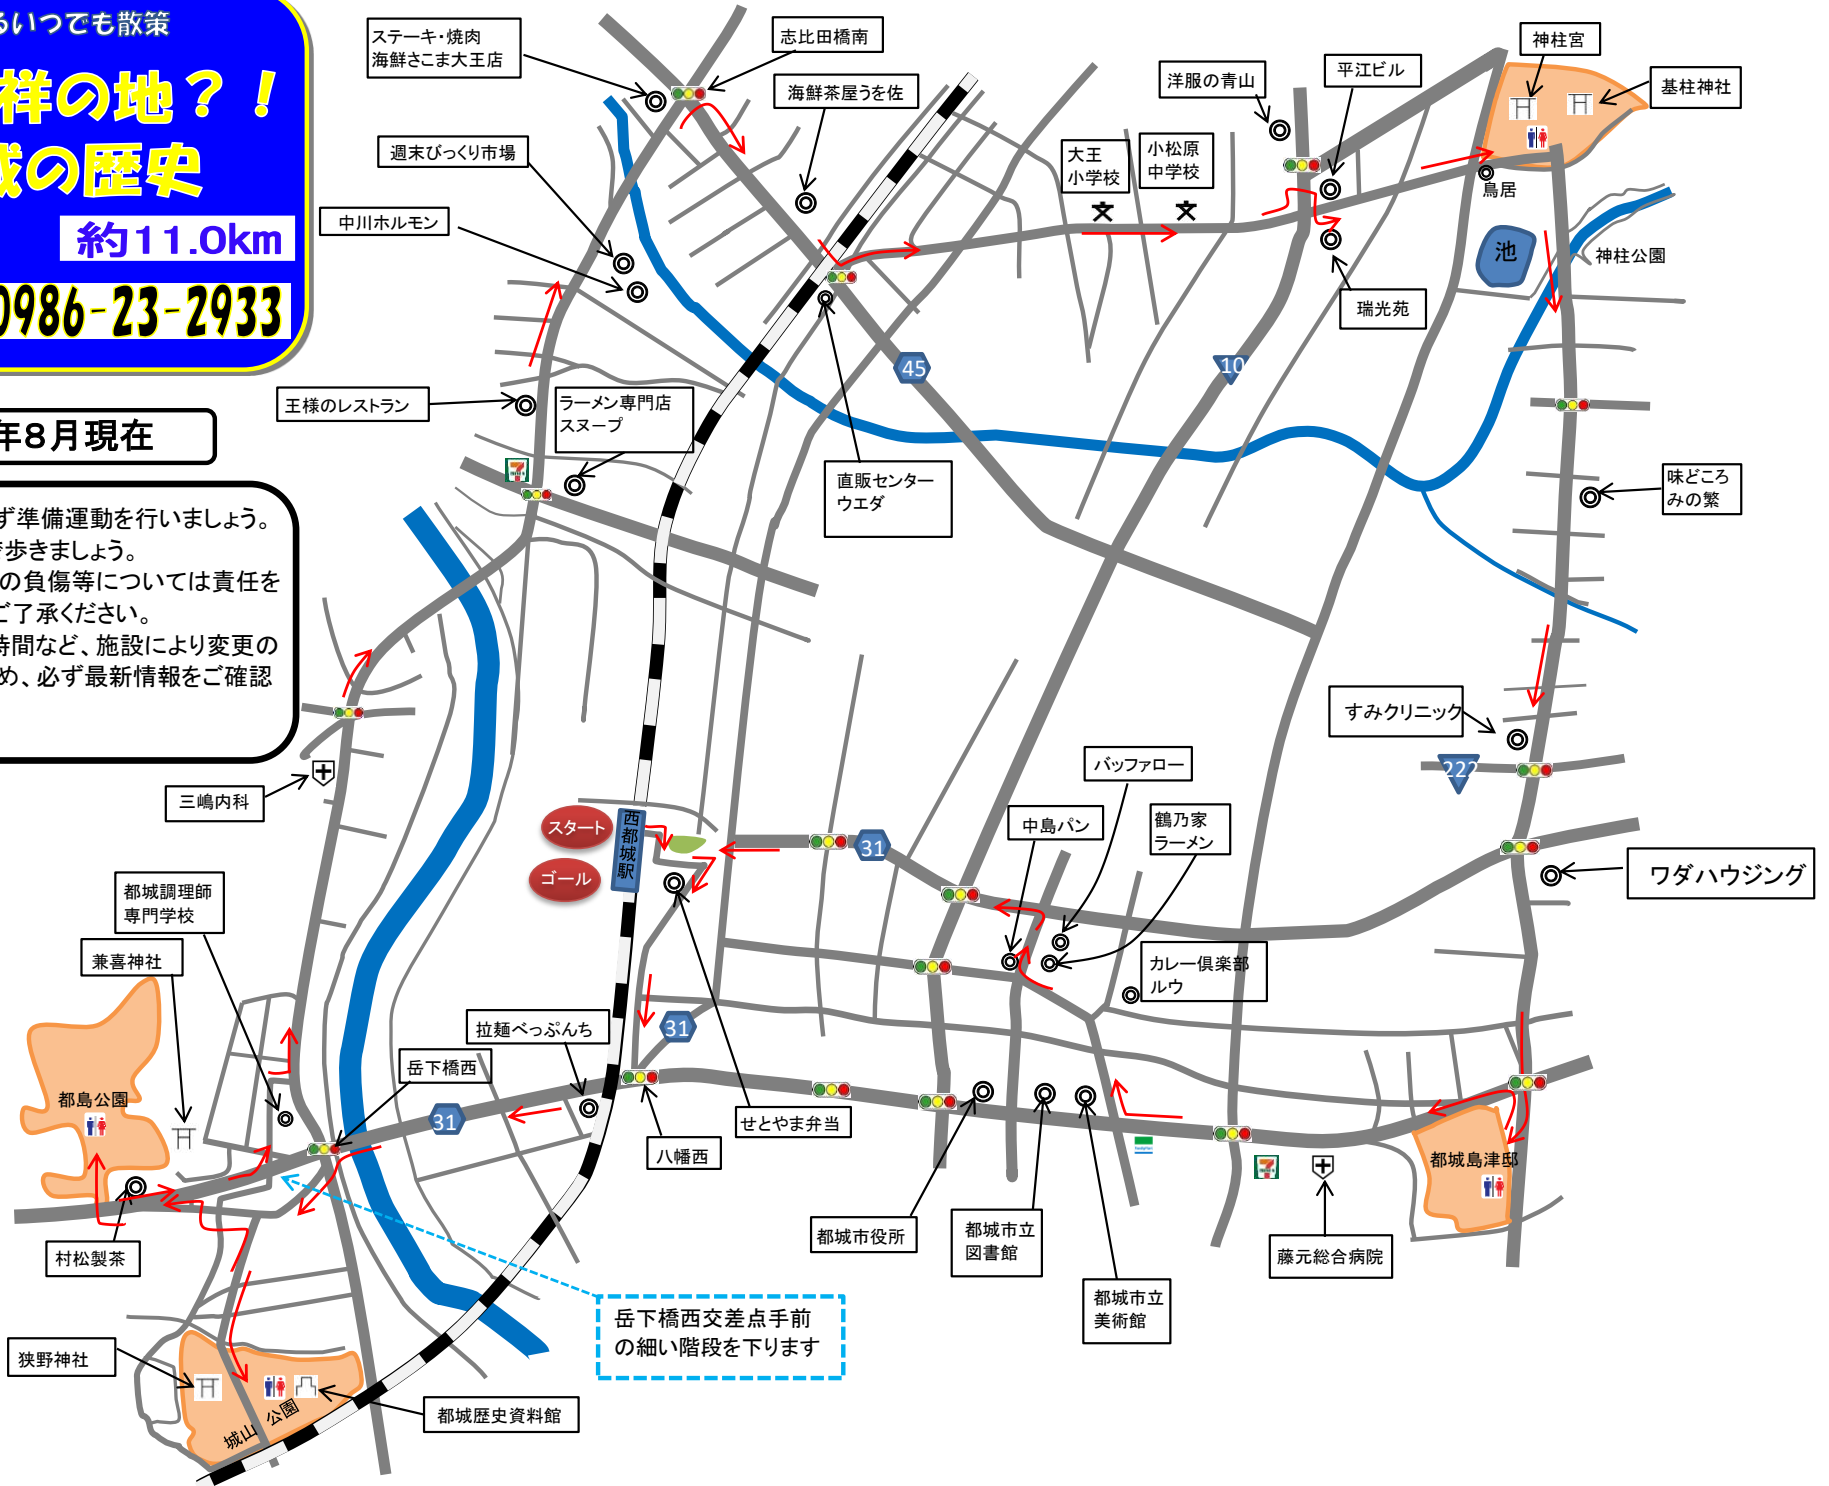 るいつでも散策
祥の地？！
城の歴史
約11.0km
0986-23-2933
年８月現在
ず準備運動を行いましょう。
で歩きましょう。
の負傷等については責任を
ご了承ください。
時間など、施設により変更の
め、必ず最新情報をご確認
ステーキ・焼肉
海鮮さこま大王店
志比田橋南
海鮮茶屋うを佐
週末びっくり市場
中川ホルモン
王様のレストラン
ラーメン専門店
スヌープ
直販センター
ウエダ
大王
小学校
小松原
中学校
洋服の青山
平江ビル
神柱宮
基柱神社
鳥居
池
神柱公園
瑞光苑
45
10
味どころ
みの繁
すみクリニック
222
ワダハウジング
三嶋内科
スタート
ゴール
西都城駅
31
バッファロー
中島パン
鶴乃家
ラーメン
カレー倶楽部
ルウ
都城調理師
専門学校
兼喜神社
都島公園
村松製茶
岳下橋西
拉麺べっぷんち
31
31
せとやま弁当
八幡西
都城市役所
都城市立
図書館
都城市立
美術館
藤元総合病院
都城島津邸
岳下橋西交差点手前
の細い階段を下ります
狭野神社
城山 公園
都城歴史資料館